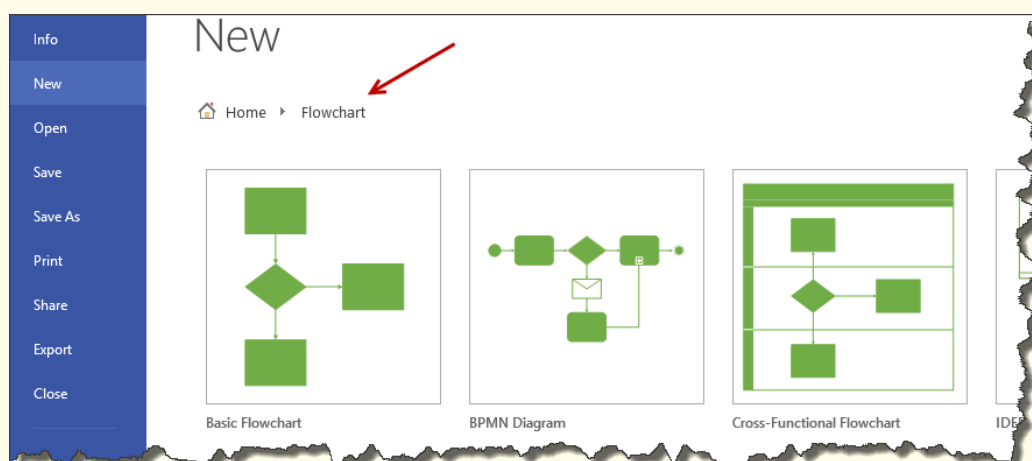 Info
New
Open
Save
Save As
Print
Share
Export
Close
New
Home Flowchart
Basic Flowchart
BPMN Diagram
Cross-Functional Flowchart